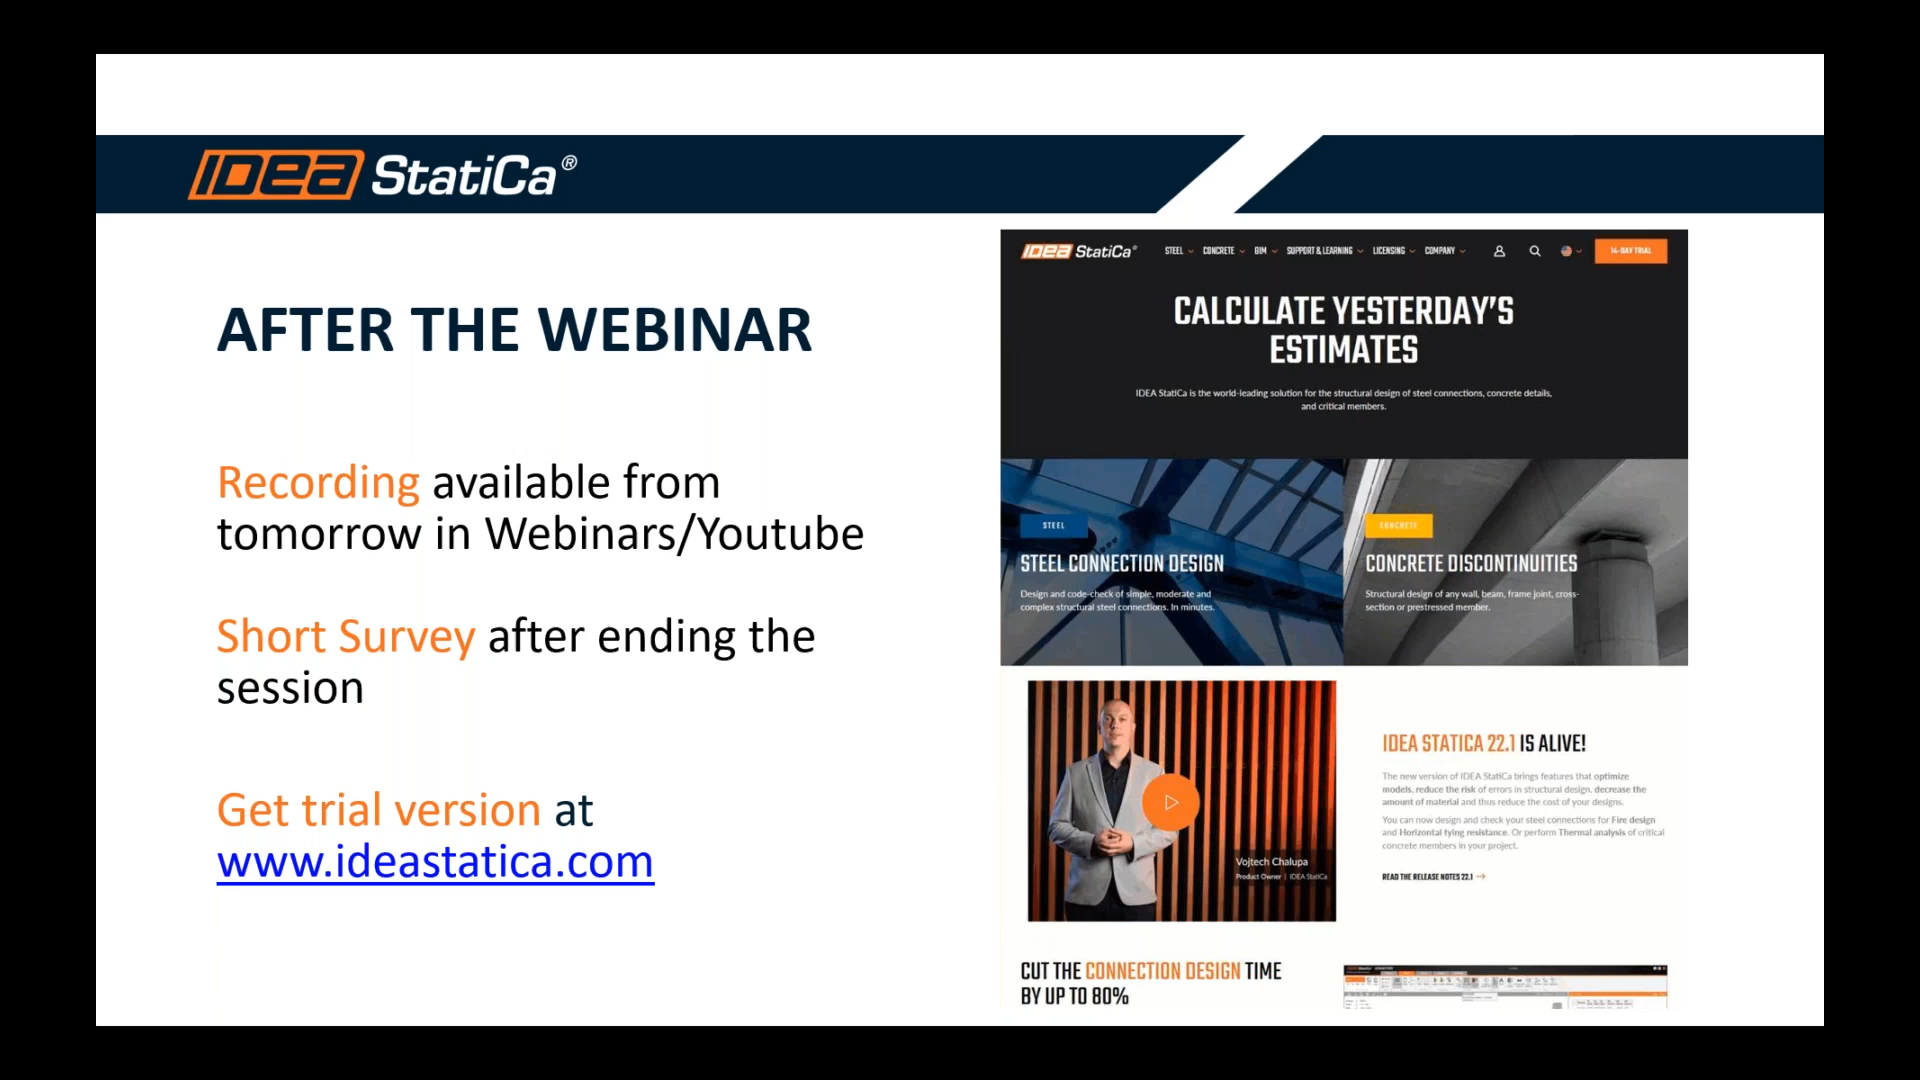 IDEA StatiCa®
AFTER THE WEBINAR
Recording available from
tomorrow in Webinars/Youtube
Short Survey after ending the
session
Get trial version at
www.ideastatica.com
IDEA StatiCa®
STEEL CONCRETE BIM SUPPORT & LEARNING LICENSING COMPANY
14-DAY TRIAL
CALCULATE YESTERDAY'S
ESTIMATES
IDEA StatiCa is the world-leading solution for the structural design of steel connections, concrete details,
and critical members.
STEEL
STEEL CONNECTION DESIGN
Design and code-check of simple, moderate and
complex structural steel connections. In minutes.
CONCRETE
CONCRETE DISCONTINUITIES
Structural design of any wall, beam, frame joint, cross-
section or prestressed member.
Vojtech Chalupa
Product Owner | IDEA StatiCa
IDEA STATICA 22.1 IS ALIVE!
The new version of IDEA StatiCa brings features that optimize
models, reduce the risk of errors in structural design, decrease the
amount of material and thus reduce the cost of your designs.
You can now design and check your steel connections for Fire design
and Horizontal tying resistance. Or perform Thermal analysis of critical
concrete members in your project.
READ THE RELEASE NOTES 22.1
CUT THE CONNECTION DESIGN TIME
BY UP TO 80%